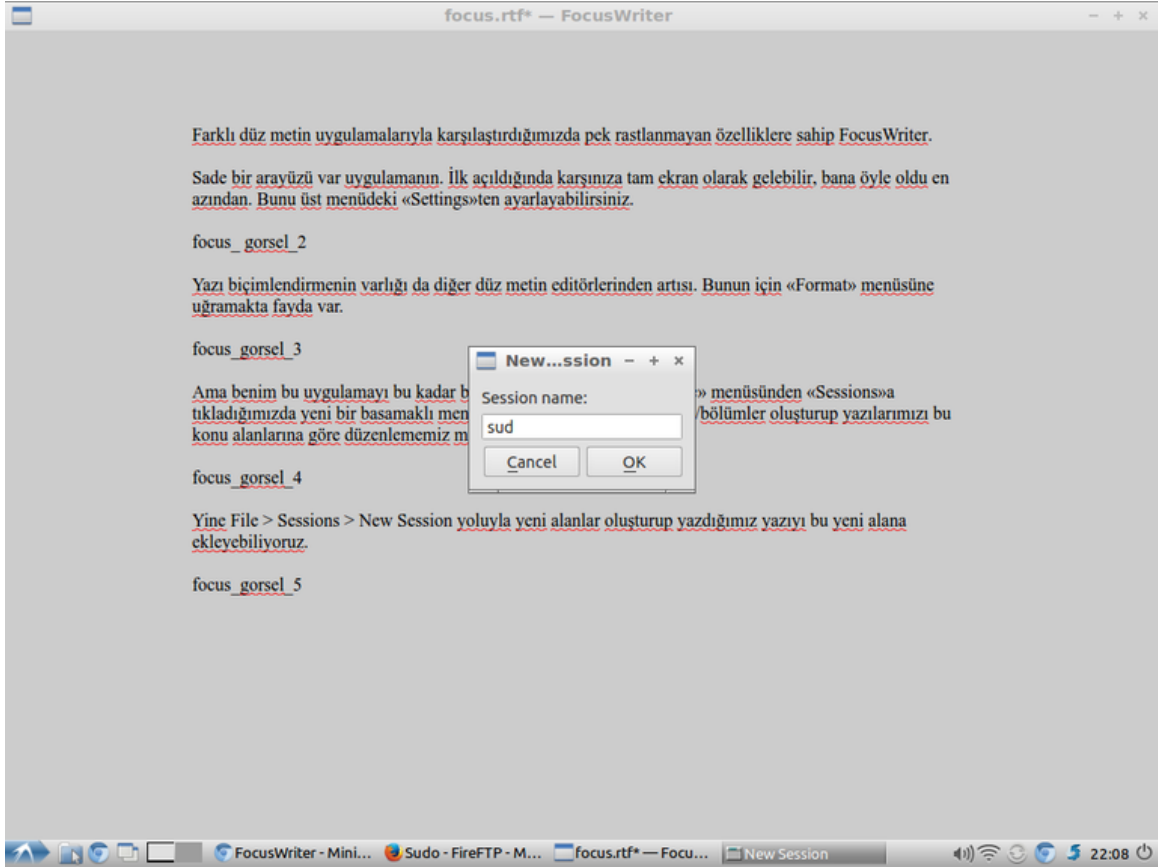 focus.rtf* — FocusWriter
Farklı düz metin uygulamalarıyla karşılaştırdığımızda pek rastlanmayan özelliklere sahip FocusWriter.
Sade bir arayüzü var uygulamanın. İlk açıldığında karşınıza tam ekran olarak gelebilir, bana öyle oldu en
azından. Bunu üst menüdeki «Settings»ten ayarlayabilirsiniz.
focus_ gorsel_2
Yazı biçimlendirmenin varlığı da diğer düz metin editörlerinden artısı. Bunun için «Format» menüsüne
uğramakta fayda var.
focus_gorsel_3
Ama benim bu uygulamayı bu kadar b » menüsünden «Sessions»a
tıkladığımızda yeni bir basamaklı men /bölümler oluşturup yazılarımızı bu
konu alanlarına göre düzenlememiz m
New...ssion
Session name:
sud
Cancel OK
focus_gorsel_4
Yine File > Sessions > New Session yoluyla yeni alanlar oluşturup yazdığımız yazıyı bu yeni alana
ekleyebiliyoruz.
focus_gorsel_5
FocusWriter - Mini... Sudo - FireFTP - M... focus.rtf* — Focu... New Session 22:08